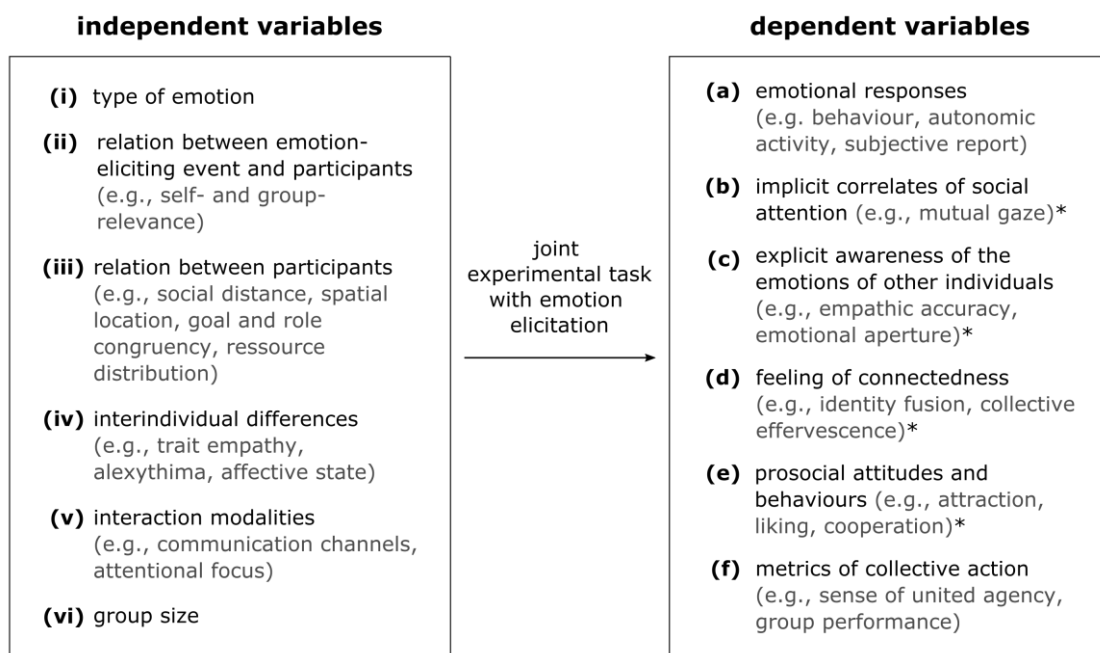 independent variables
(i) type of emotion
(ii) relation between emotion-
eliciting event and participants
(e.g., self- and group-
relevance)
(iii) relation between participants
(e.g., social distance, spatial
location, goal and role
congruency, ressource
distribution)
(iv) interindividual differences
(e.g., trait empathy,
alexythima, affective state)
(v) interaction modalities
(e.g., communication channels,
attentional focus)
(vi) group size
joint
experimental task
with emotion
elicitation
dependent variables
(a) emotional responses
(e.g. behaviour, autonomic
activity, subjective report)
(b) implicit correlates of social
attention (e.g., mutual gaze)*
(c) explicit awareness of the
emotions of other individuals
(e.g., empathic accuracy,
emotional aperture)*
(d) feeling of connectedness
(e.g., identity fusion, collective
effervescence)*
(e) prosocial attitudes and
behaviours (e.g., attraction,
liking, cooperation)*
(f) metrics of collective action
(e.g., sense of united agency,
group performance)